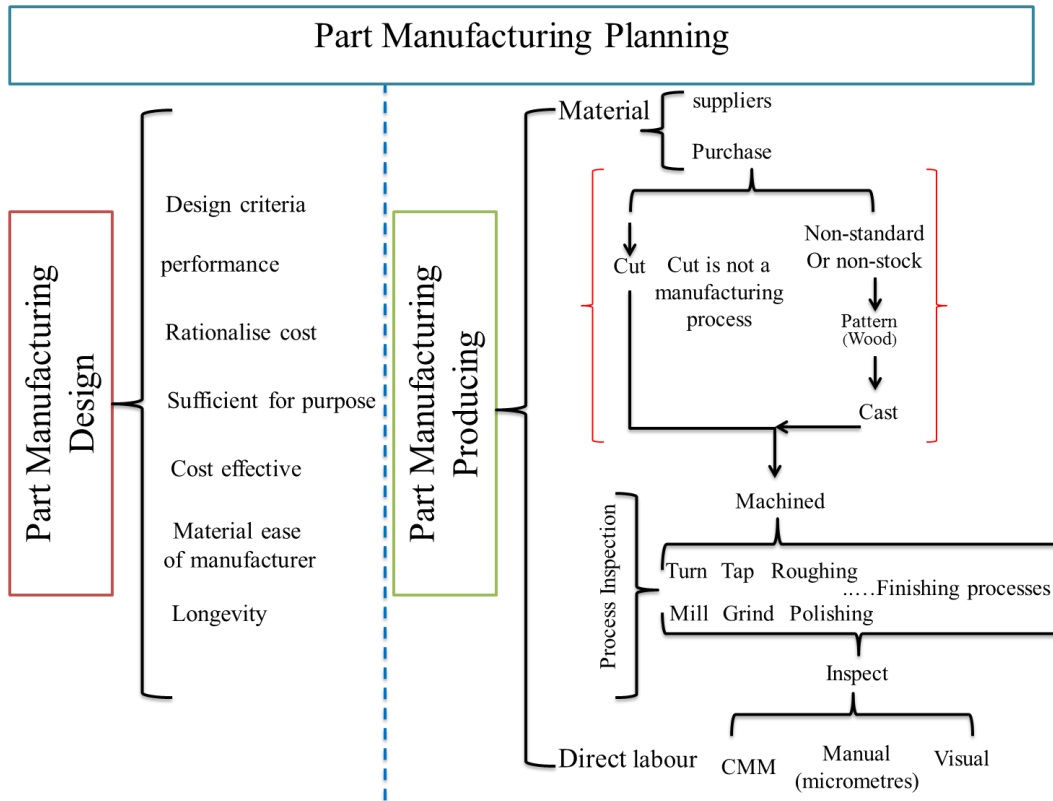 Part Manufacturing Planning
Part Manufacturing
Design
Design criteria
performance
Rationalise cost
Sufficient for purpose
Cost effective
Material ease
of manufacturer
Longevity
Part Manufacturing
Producing
Material
suppliers
Purchase
Cut
Cut is not a
manufacturing
process
Non-standard
Or non-stock
Pattern
(Wood)
Cast
Machined
Process Inspection
Turn Tap Roughing
......Finishing processes
Mill Grind Polishing
Inspect
Direct labour
CMM
Manual
(micrometres)
Visual